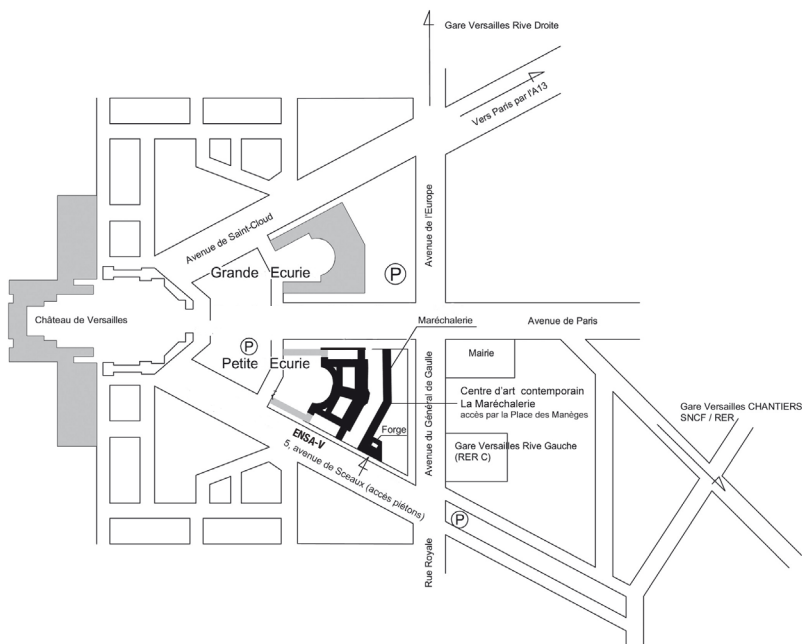 Gare Versailles Rive Droite
Vers Paris par l'A13
Avenue de l'Europe
Avenue de Saint-Cloud
Grande Ecurie
P
Château de Versailles
Maréchalerie
Avenue de Paris
P
Petite Ecurie
Mairie
Avenue du Général de Gaulle
Centre d'art contemporain
La Maréchalerie
accès par la Place des Manèges
Gare Versailles CHANTIERS
SNCF / RER
Forge
ENSA-V
5, avenue de Sceaux (accès piétons)
Gare Versailles Rive Gauche
(RER C)
P
Rue Royale